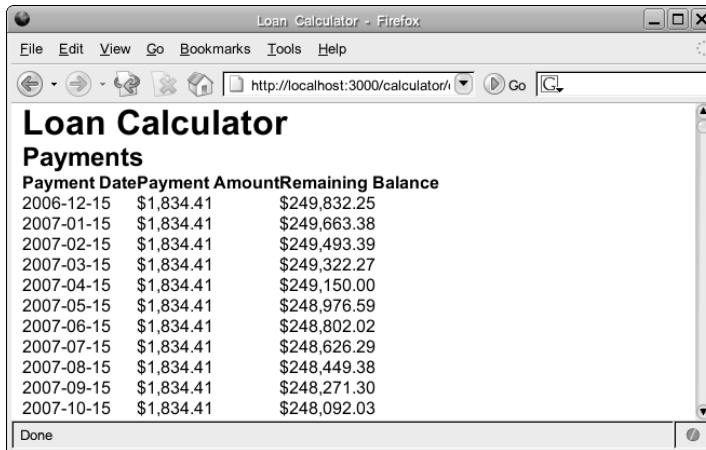 Loan Calculator - Firefox
File Edit View Go Bookmarks Tools Help
http://localhost:3000/calculator/ Go G
Loan Calculator
Payments
Payment Date Payment Amount Remaining Balance
2006-12-15 $1,834.41 $249,832.25
2007-01-15 $1,834.41 $249,663.38
2007-02-15 $1,834.41 $249,493.39
2007-03-15 $1,834.41 $249,322.27
2007-04-15 $1,834.41 $249,150.00
2007-05-15 $1,834.41 $248,976.59
2007-06-15 $1,834.41 $248,802.02
2007-07-15 $1,834.41 $248,626.29
2007-08-15 $1,834.41 $248,449.38
2007-09-15 $1,834.41 $248,271.30
2007-10-15 $1,834.41 $248,092.03
Done